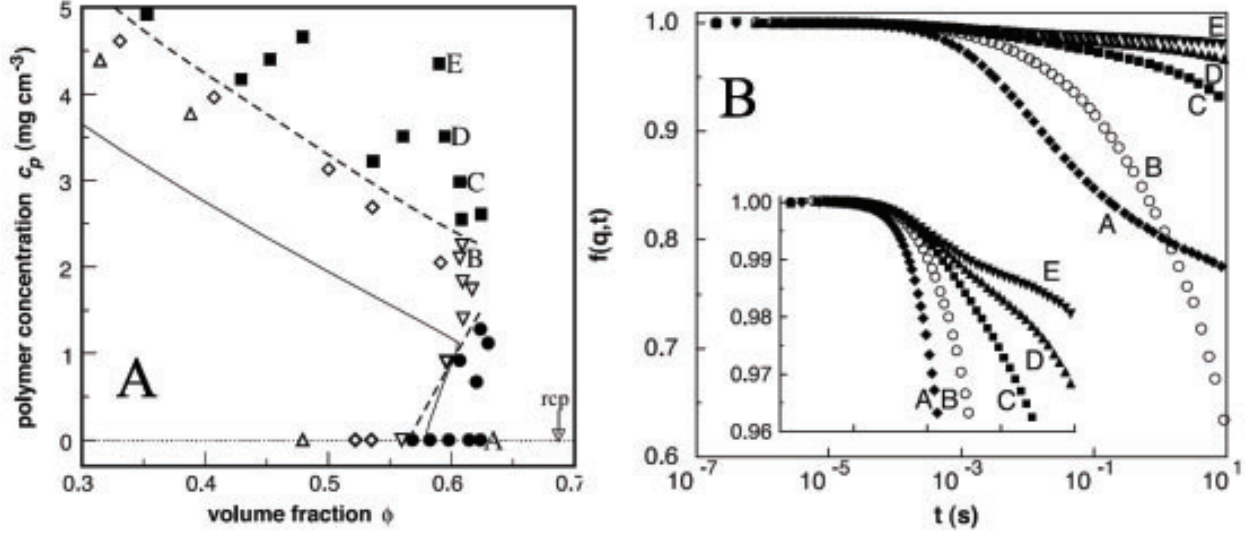 5
4
3
2
1
0
polymer concentration c_p (mg cm⁻³)
E
D
C
B
A
rcp
A
0.3
0.4
0.5
0.6
0.7
volume fraction ϕ
1.0
0.9
0.8
0.7
0.6
f(q,t)
B
E
D
C
B
A
1.00
0.99
0.98
0.97
0.96
E
D
A
B
C
10⁻⁷
10⁻⁵
10⁻³
10⁻¹
10¹
t (s)